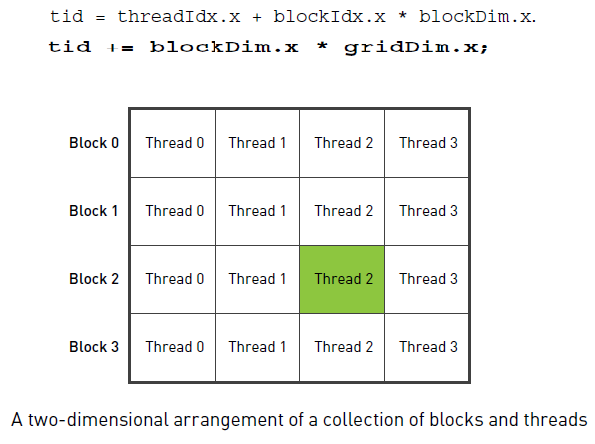 tid = threadIdx.x + blockIdx.x * blockDim.x.
tid += blockDim.x * gridDim.x;
Block 0 Thread 0 Thread 1 Thread 2 Thread 3
Block 1 Thread 0 Thread 1 Thread 2 Thread 3
Block 2 Thread 0 Thread 1 Thread 2 Thread 3
Block 3 Thread 0 Thread 1 Thread 2 Thread 3
A two-dimensional arrangement of a collection of blocks and threads